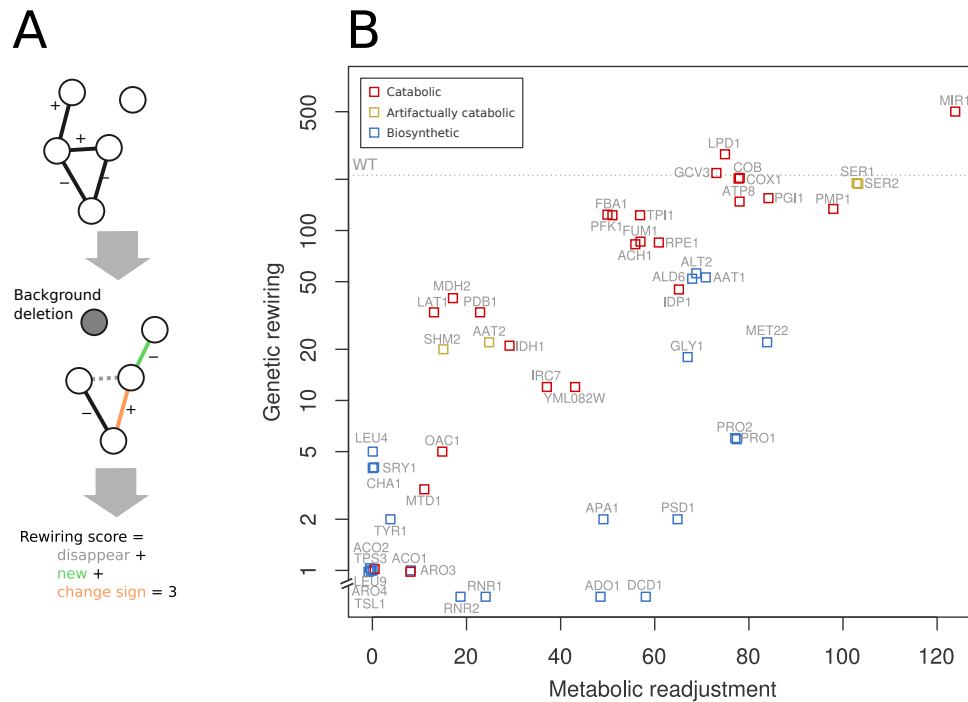 A
B
+
+
−
−
Background
deletion
−
−
+
Rewiring score =
disappear +
new +
change sign = 3
Catabolic
Artifactually catabolic
Biosynthetic
WT
MIR1
LPD1
GCV3
COB
COX1
SER1
SER2
ATP8
PGI1
PMP1
FBA1
PFK1
TPI1
FUM1
ACH1
RPE1
ALT2
ALD6
AAT1
IDP1
MDH2
LAT1
PDB1
SHM2
AAT2
IDH1
MET22
GLY1
IRC7
YML082W
PRO2
PRO1
LEU4
OAC1
SRY1
CHA1
MTD1
TYR1
APA1
PSD1
ACO2
TPS3
ACO1
ARO3
LEU9
ARO4
TSL1
RNR1
RNR2
ADO1
DCD1
500
100
50
20
10
5
2
1
Genetic rewiring
0
20
40
60
80
100
120
Metabolic readjustment